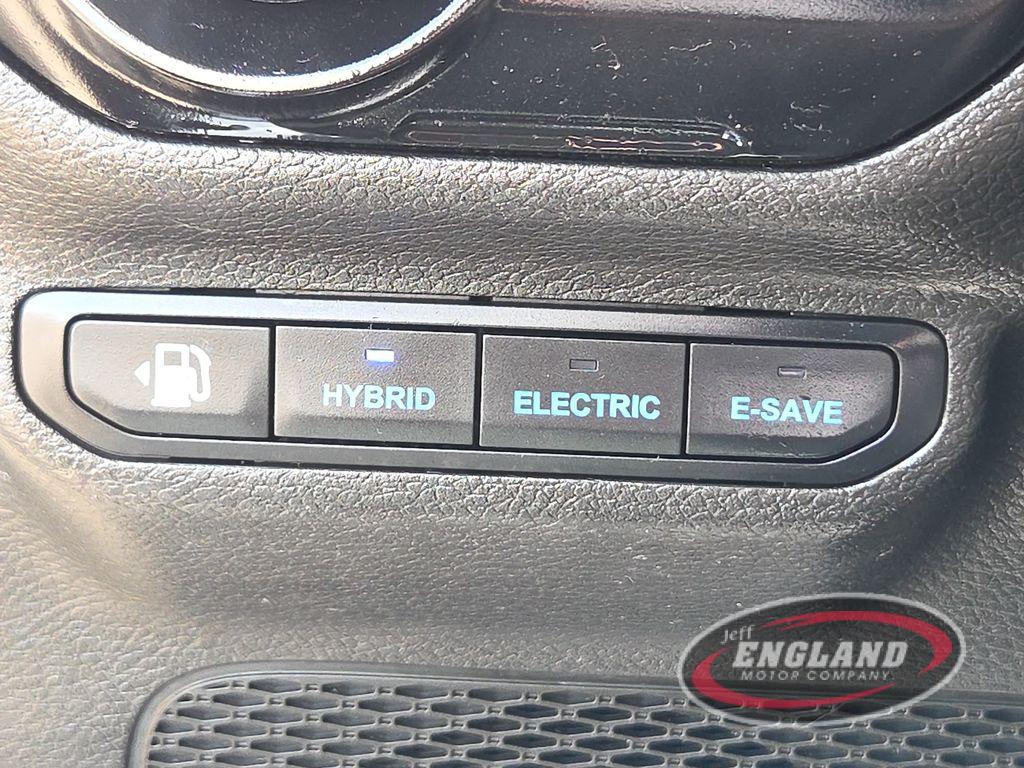 HYBRID
ELECTRIC
E-SAVE
Jeff
ENGLAND
MOTOR COMPANY